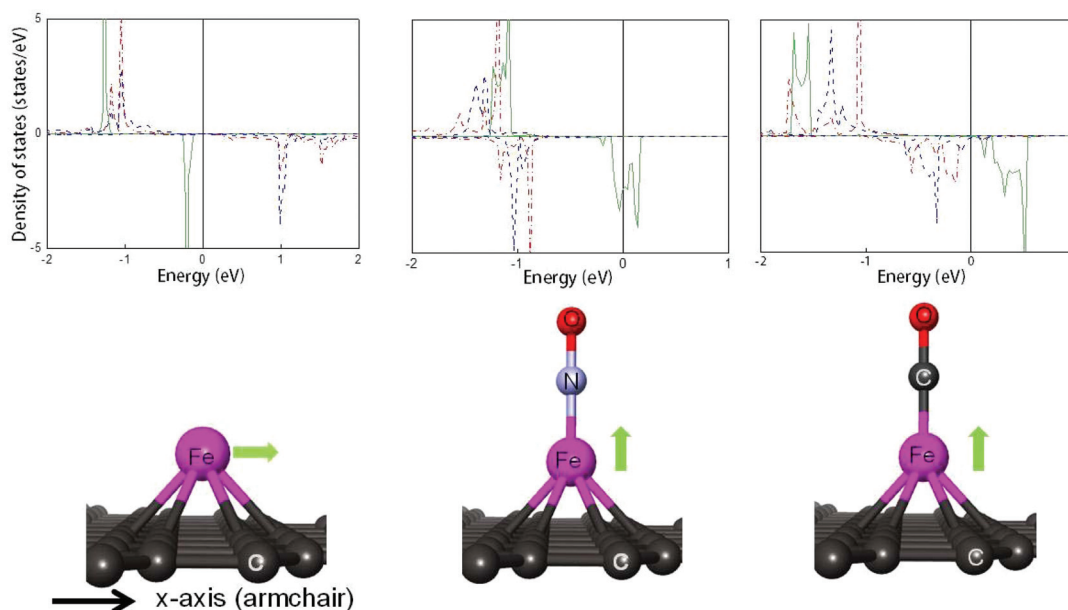 Density of states (states/eV)
5
0
-5
-2
-1
0
1
2
Energy (eV)
-2
-1
0
1
Energy (eV)
-2
-1
0
Energy (eV)
O
N
Fe
C
O
C
Fe
C
Fe
C
x-axis (armchair)